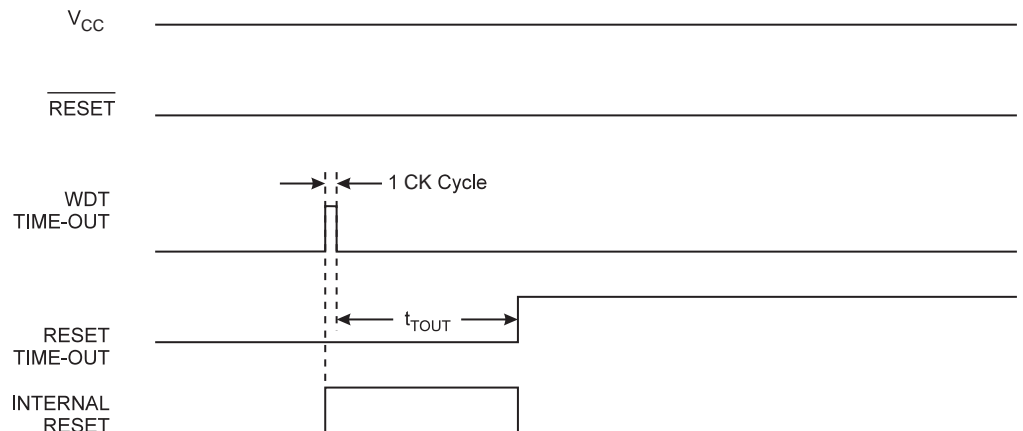 VCC
RESET
1 CK Cycle
WDT
TIME-OUT
tTOUT
RESET
TIME-OUT
INTERNAL
RESET